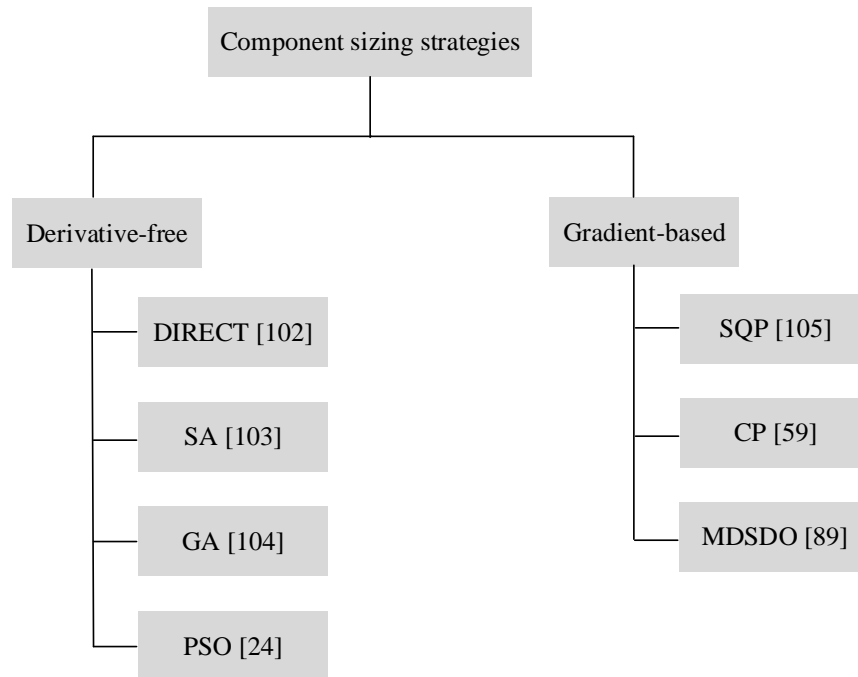 Component sizing strategies
Derivative-free
DIRECT [102]
SA [103]
GA [104]
PSO [24]
Gradient-based
SQP [105]
CP [59]
MDSDO [89]